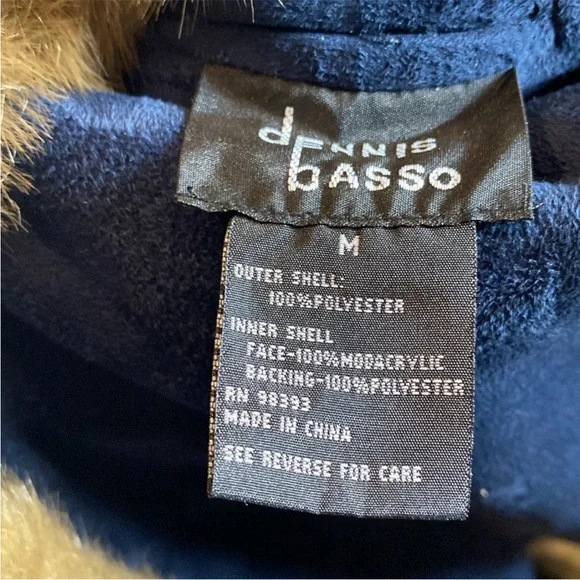 dENNIS
bASSO
M
OUTER SHELL:
100%POLYESTER
INNER SHELL
FACE-100%MODACRYLIC
BACKING-100%POLYESTER
RN 98393
MADE IN CHINA
SEE REVERSE FOR CARE